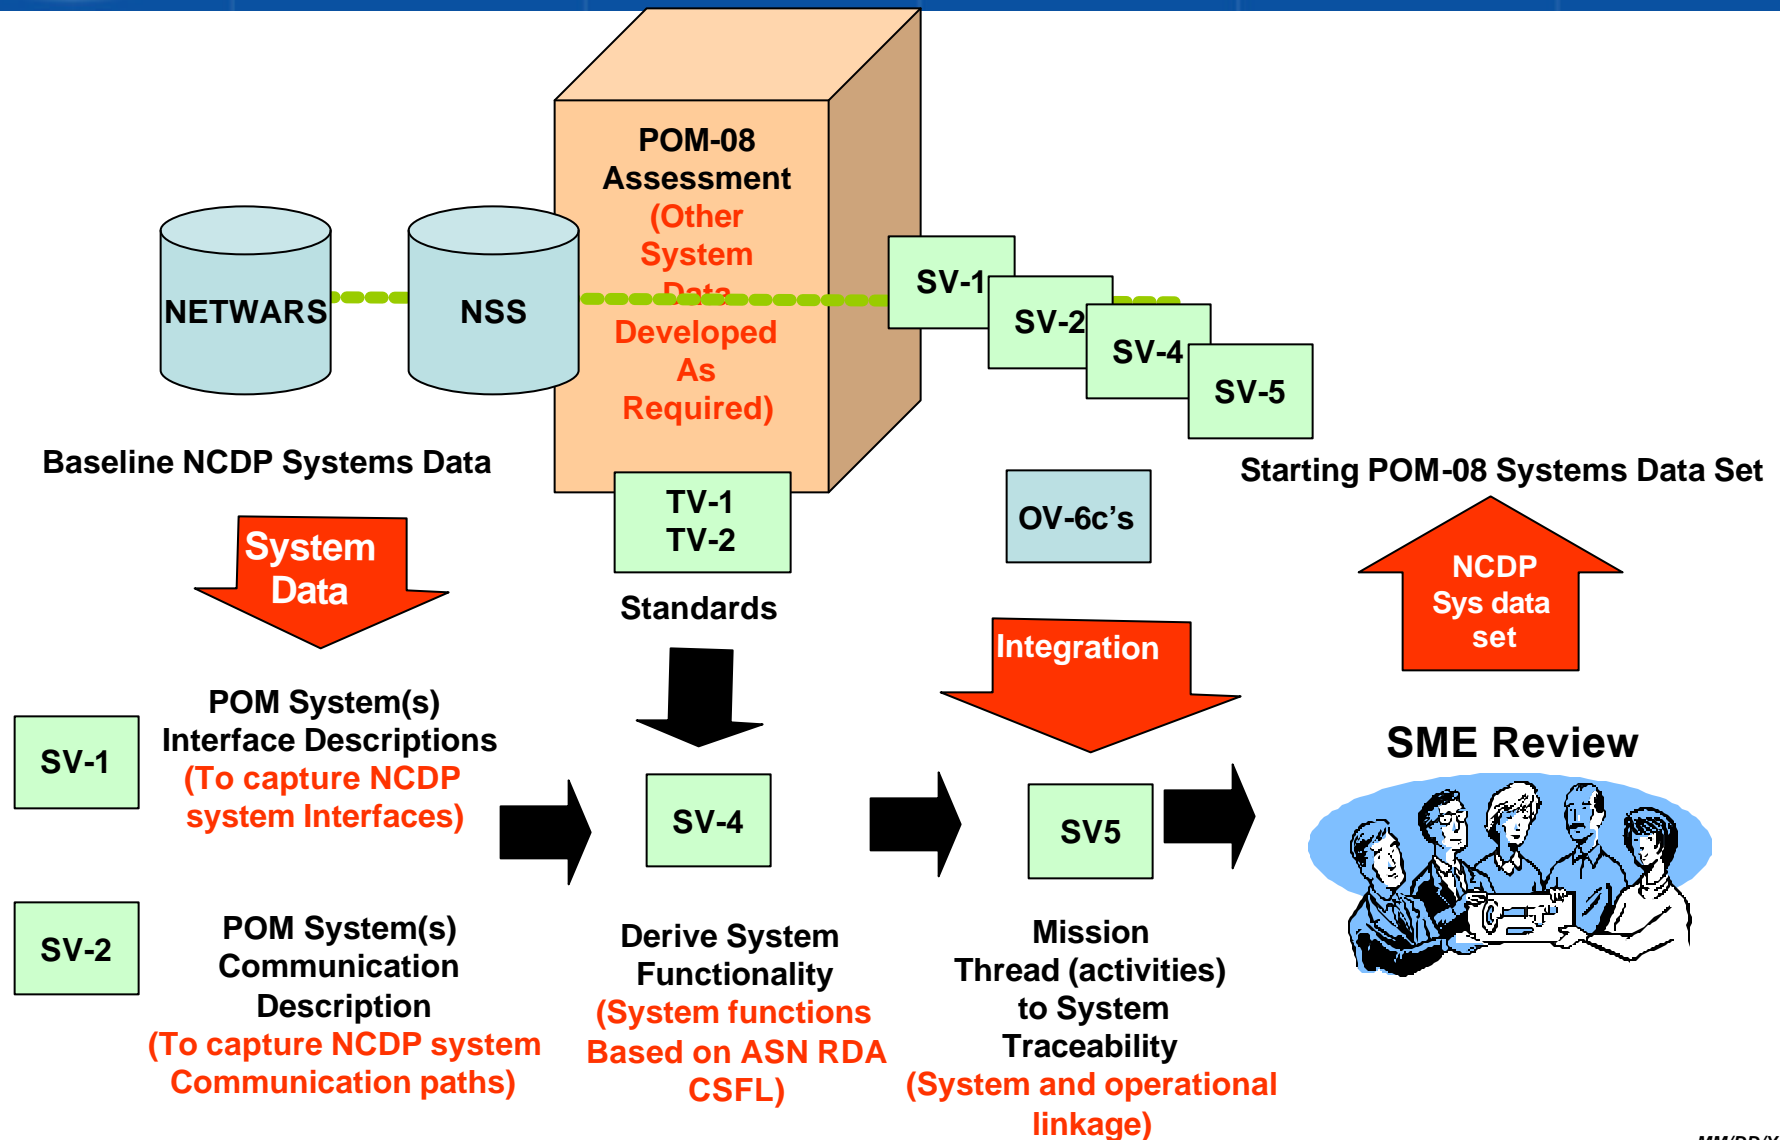 POM-08
Assessment
(Other
System
Data
Developed
As
Required)
NETWARS
NSS
SV-1
SV-2
SV-4
SV-5
Baseline NCDP Systems Data
TV-1
TV-2
Standards
OV-6c's
Starting POM-08 Systems Data Set
System
Data
Integration
NCDP
Sys data
set
SV-1
POM System(s)
Interface Descriptions
(To capture NCDP
system Interfaces)
SV-2
POM System(s)
Communication
Description
(To capture NCDP system
Communication paths)
SV-4
Derive System
Functionality
(System functions
Based on ASN RDA
CSFL)
SV5
Mission
Thread (activities)
to System
Traceability
(System and operational
linkage)
SME Review